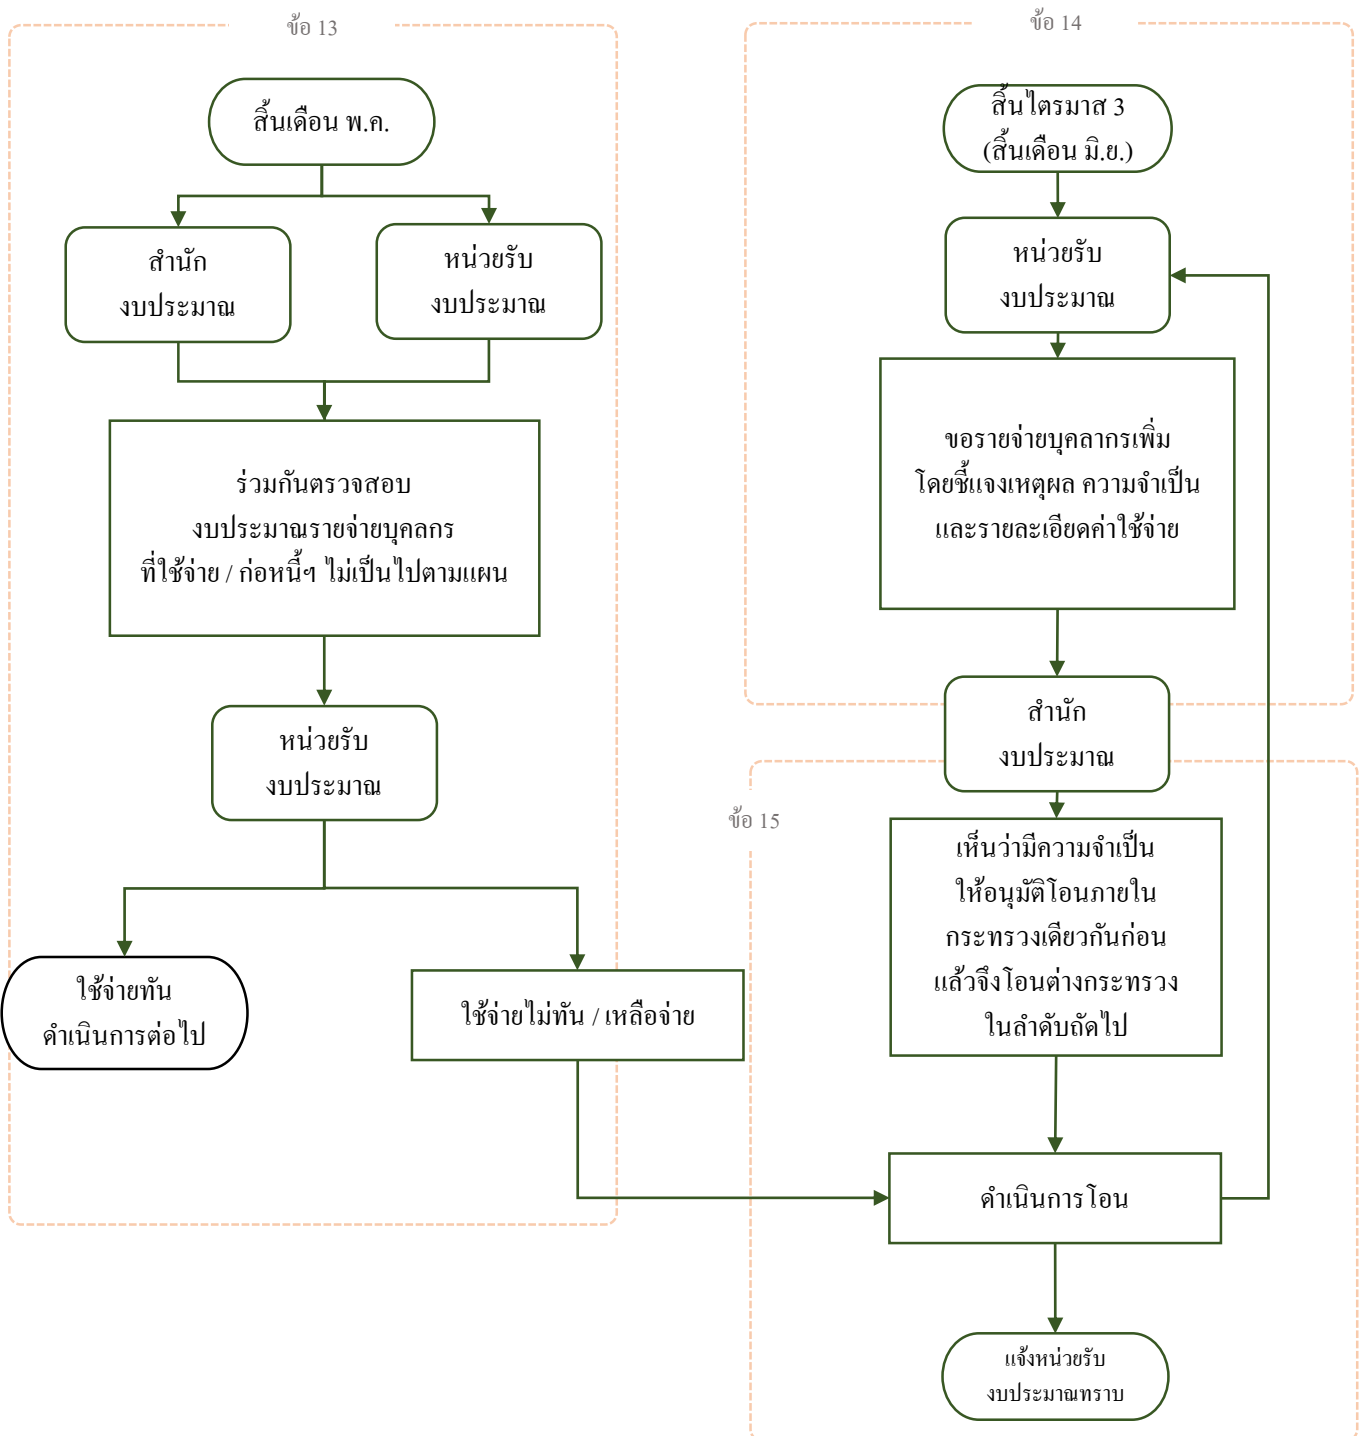 ข้อ 13
สิ้นเดือน พ.ค.
สำนัก
งบประมาณ
หน่วยรับ
งบประมาณ
ร่วมกันตรวจสอบ
งบประมาณรายจ่ายบุคลากร
ที่ใช้จ่าย / ก่อหนี้ฯ ไม่เป็นไปตามแผน
หน่วยรับ
งบประมาณ
ใช้จ่ายทัน
ดำเนินการต่อไป
ใช้จ่ายไม่ทัน / เหลือจ่าย
ข้อ 14
สิ้นไตรมาส 3
(สิ้นเดือน มิ.ย.)
หน่วยรับ
งบประมาณ
ขอรายจ่ายบุคลากรเพิ่ม
โดยชี้แจงเหตุผล ความจำเป็น
และรายละเอียดค่าใช้จ่าย
สำนัก
งบประมาณ
ข้อ 15
เห็นว่ามีความจำเป็น
ให้อนุมัติโอนภายใน
กระทรวงเดียวกันก่อน
แล้วจึงโอนต่างกระทรวง
ในลำดับถัดไป
ดำเนินการโอน
แจ้งหน่วยรับ
งบประมาณทราบ